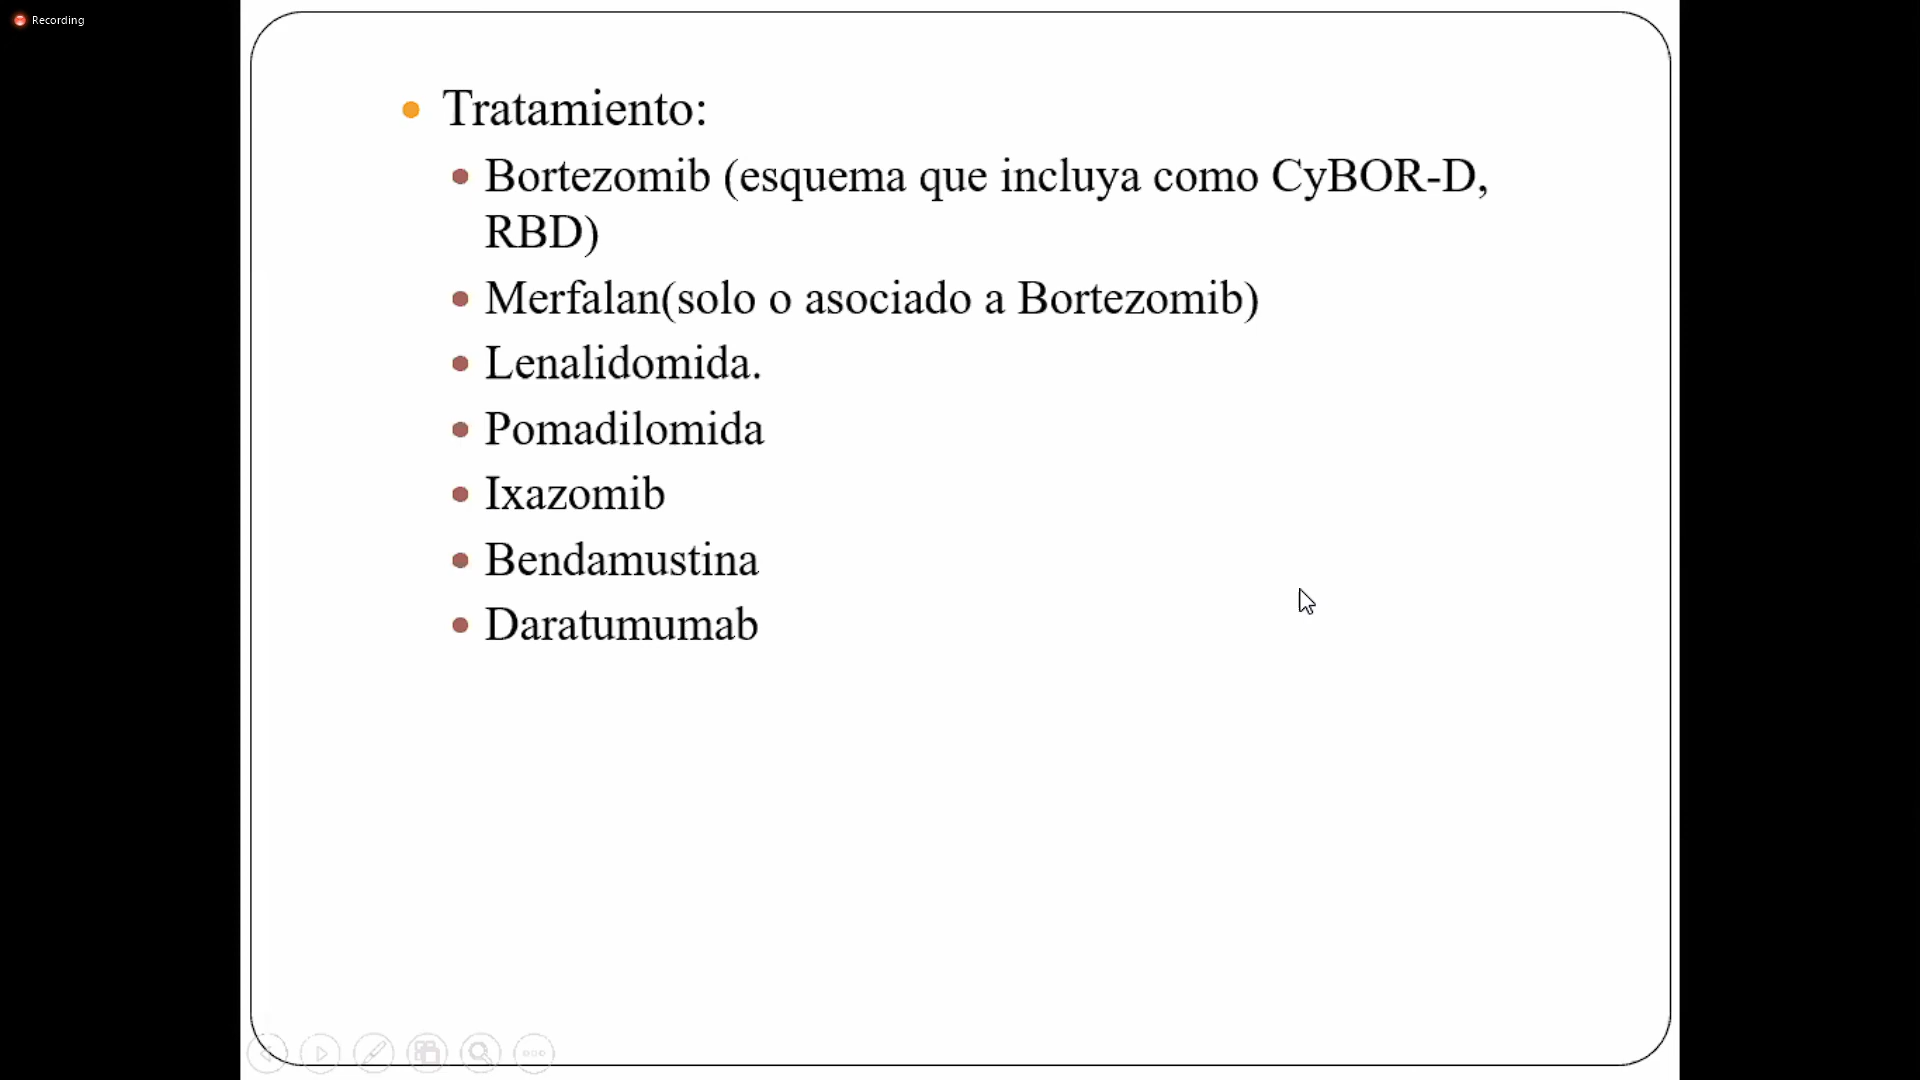 Recording
Tratamiento:
Bortezomib (esquema que incluya como CyBOR-D,
RBD)
Merfalan(solo o asociado a Bortezomib)
Lenalidomida.
Pomadilomida
Ixazomib
Bendamustina
Daratumumab